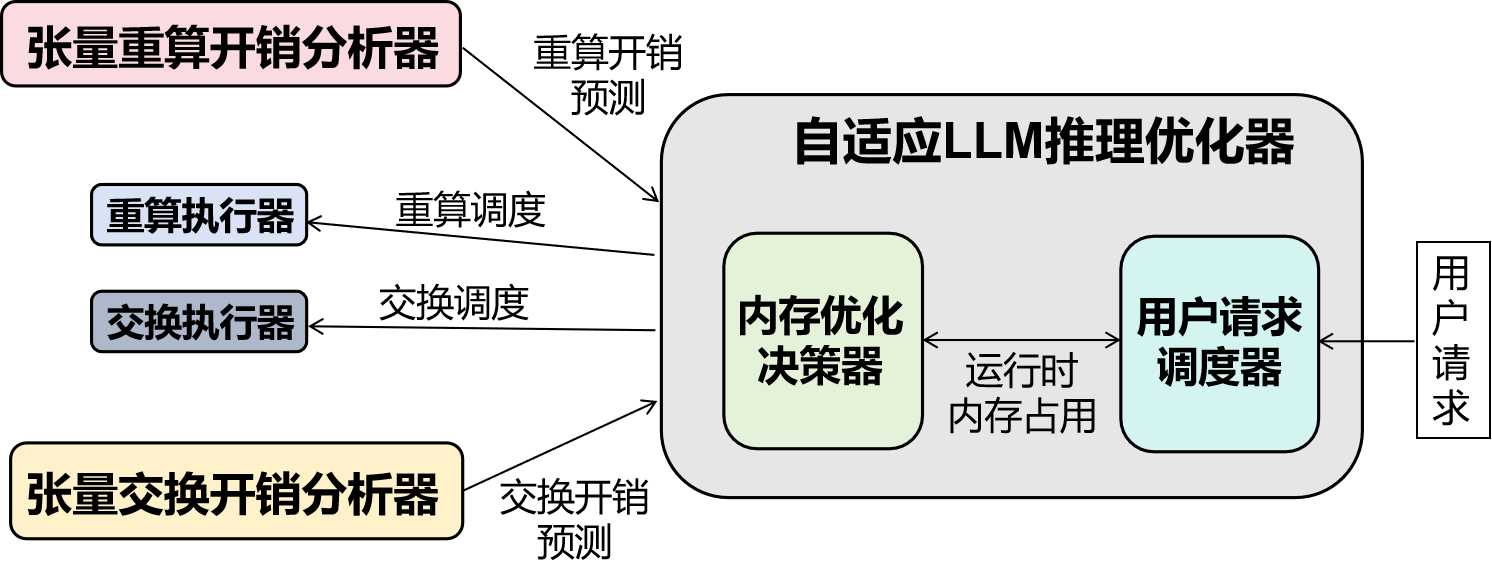 张量重算开销分析器
重算开销
预测
自适应LLM推理优化器
重算执行器
重算调度
交换执行器
交换调度
内存优化
决策器
运行时
内存占用
用户请求
调度器
用
户
请
求
张量交换开销分析器
交换开销
预测